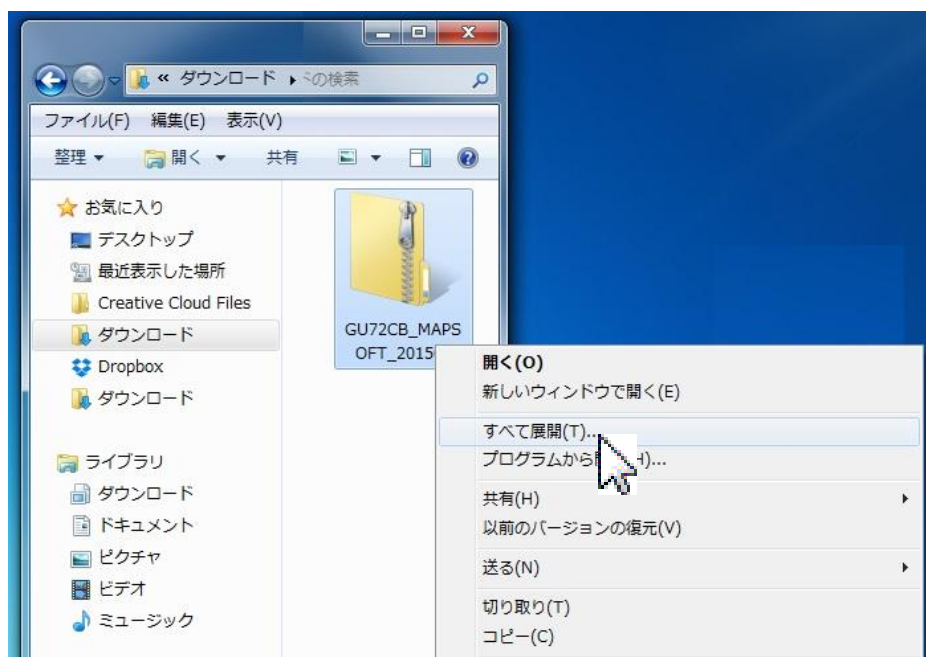 « ダウンロード ▸ の検索
ファイル(F) 編集(E) 表示(V)
整理 ▼ 開く ▼ 共有
お気に入り
デスクトップ
最近表示した場所
Creative Cloud Files
ダウンロード
Dropbox
ダウンロード
ライブラリ
ダウンロード
ドキュメント
ピクチャ
ビデオ
ミュージック
GU72CB_MAPS
OFT_2015
開く(O)
新しいウィンドウで開く(E)
すべて展開(T)...
プログラムから
共有(H)
以前のバージョンの復元(V)
送る(N)
切り取り(T)
コピー(C)